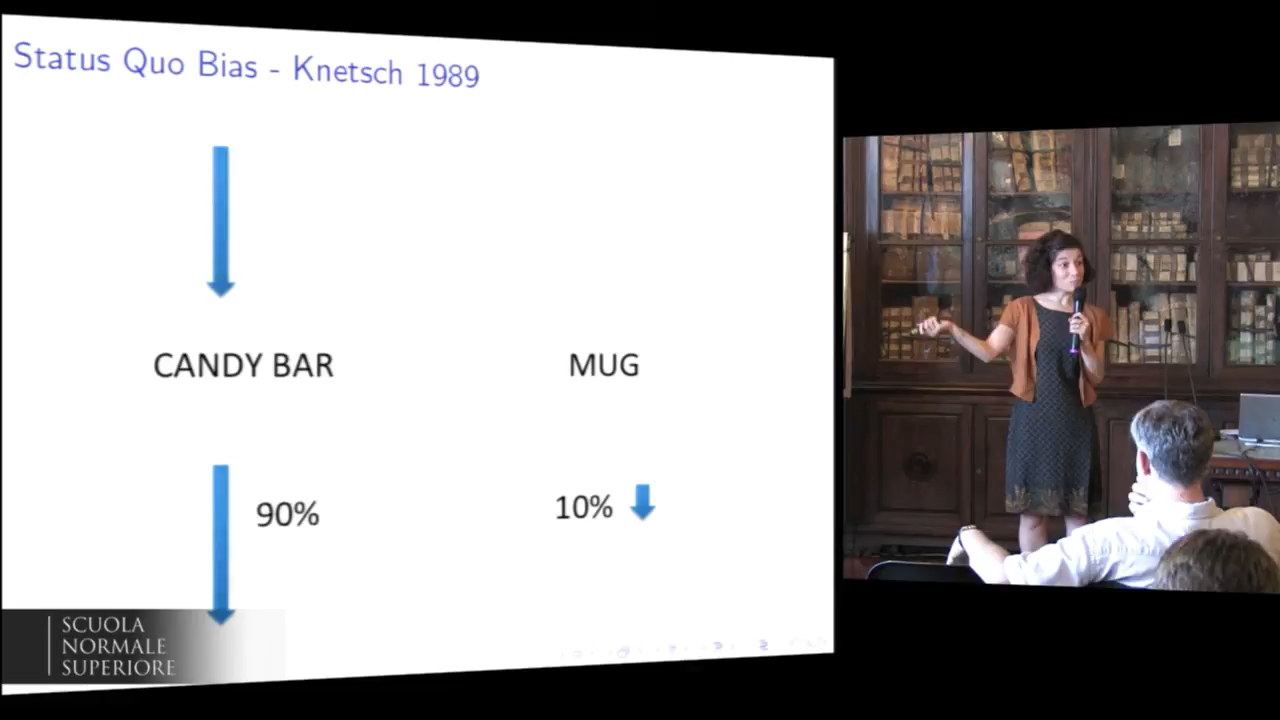 Status Quo Bias - Knetsch 1989
CANDY BAR
MUG
90%
10%
SCUOLA
NORMALE
SUPERIORE